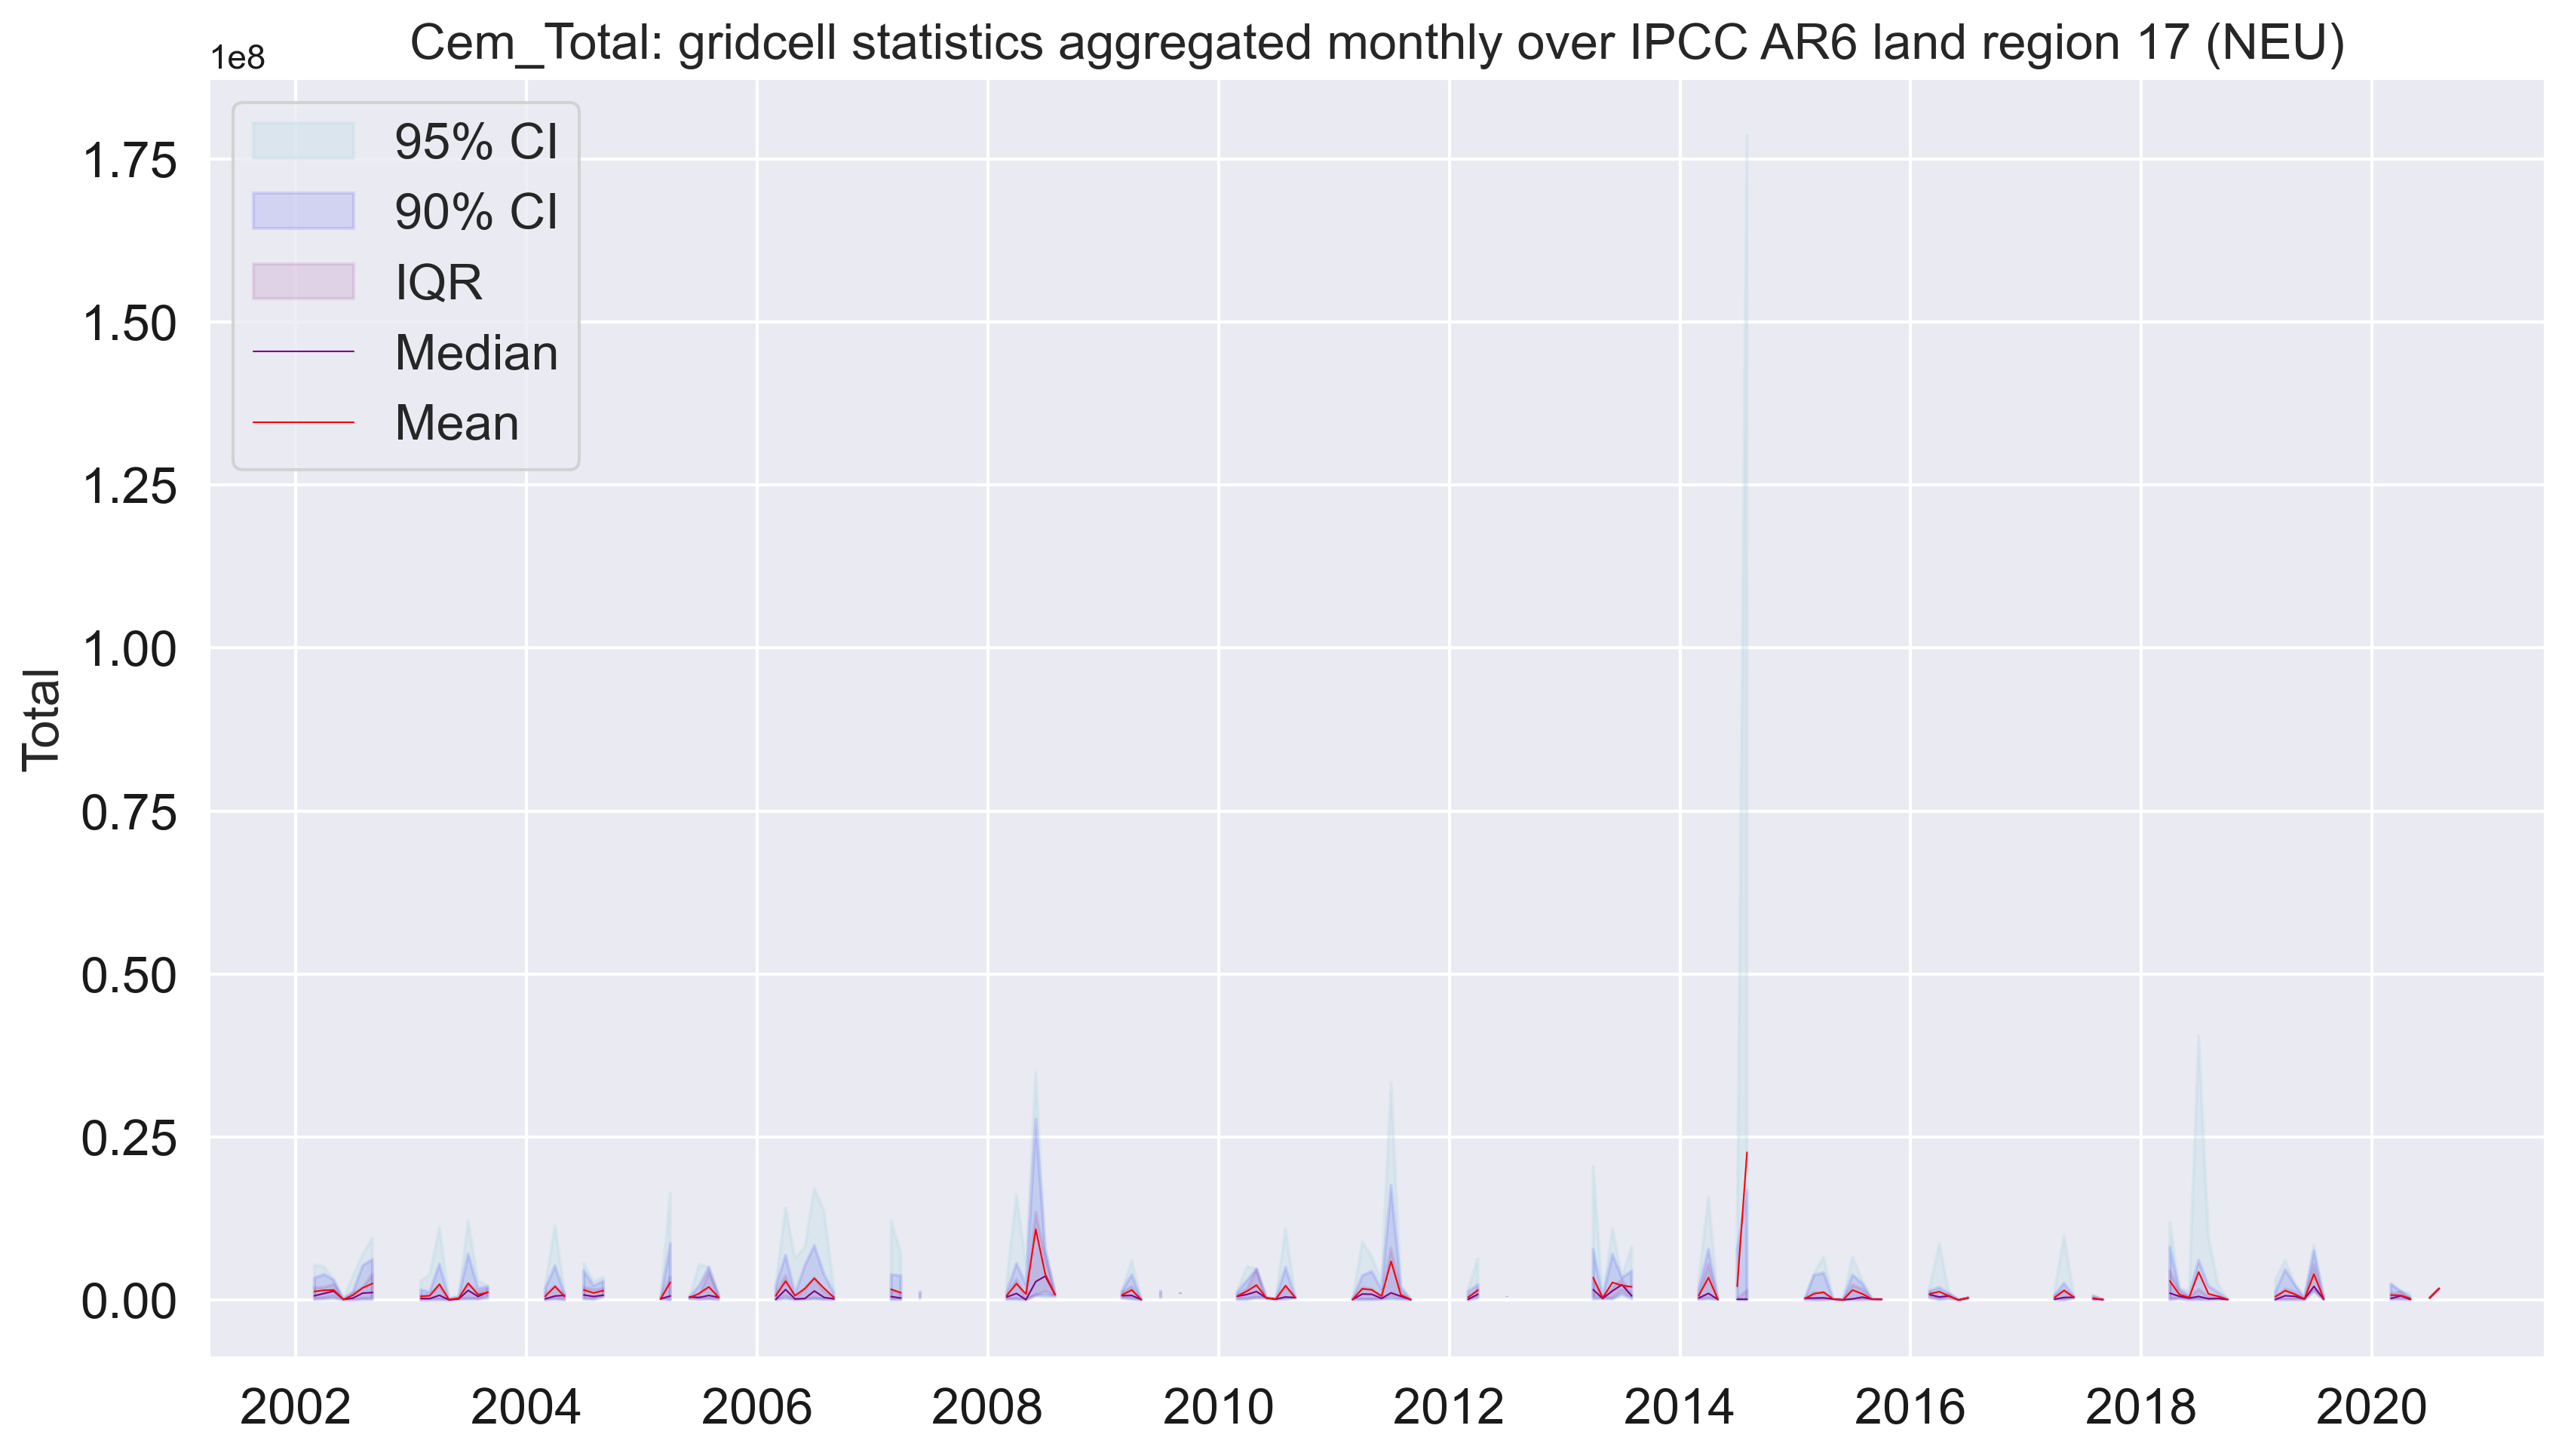 Cem_Total: gridcell statistics aggregated monthly over IPCC AR6 land region 17 (NEU)
1e8
95% CI
90% CI
IQR
Median
Mean
1.75
1.50
1.25
1.00
0.75
0.50
0.25
0.00
Total
2002 2004 2006 2008 2010 2012 2014 2016 2018 2020